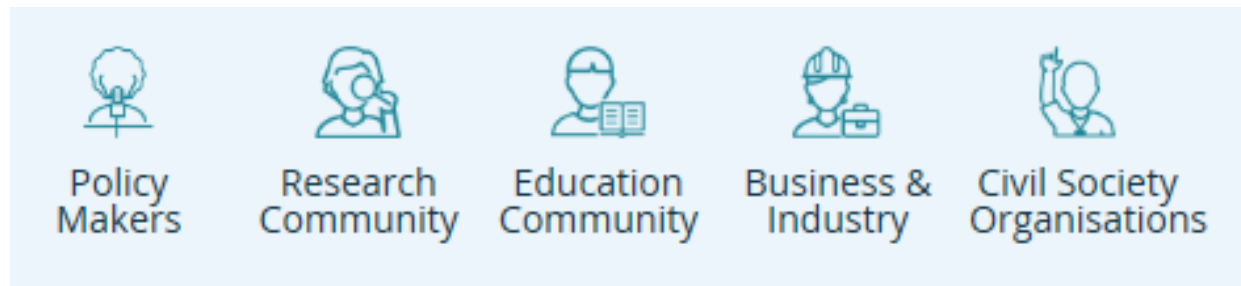 Policy
Makers
Research
Community
Education
Community
Business &
Industry
Civil Society
Organisations